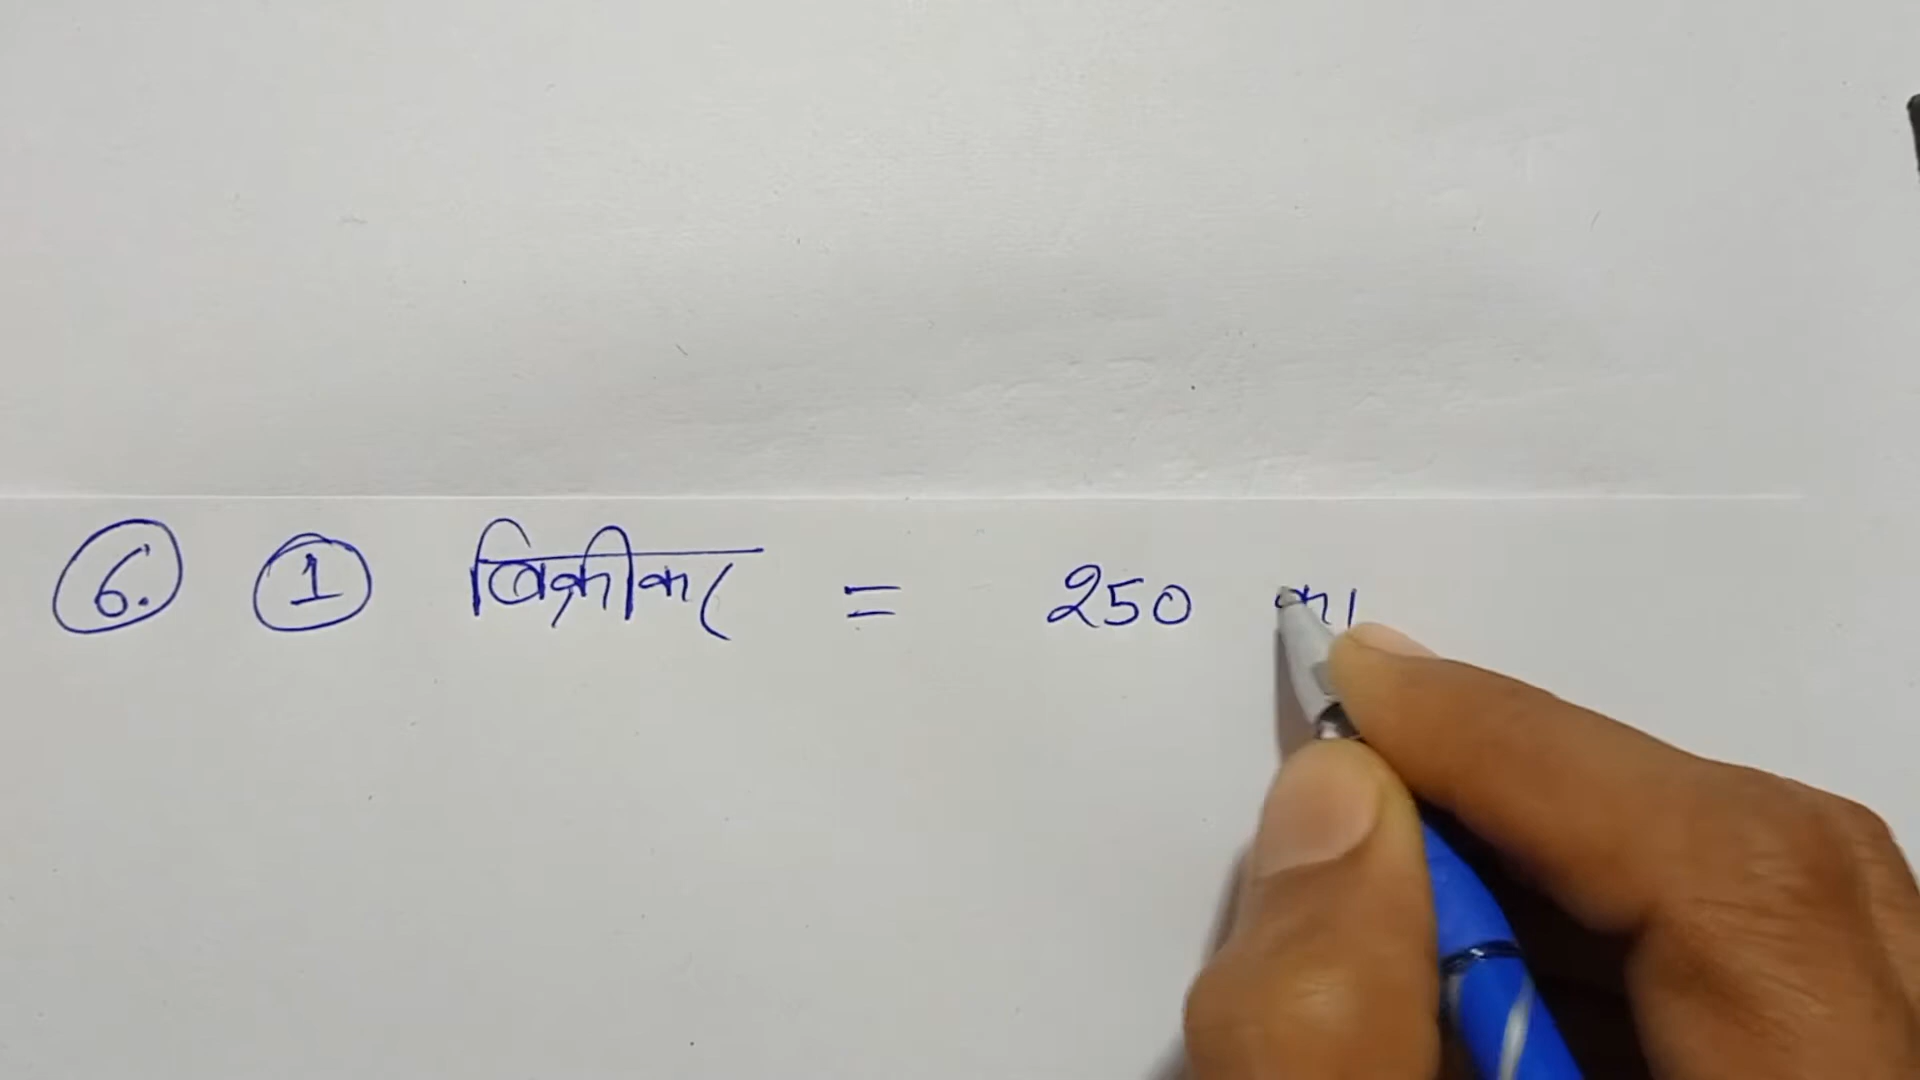 6. 1 बिक्रीकर = 250 का